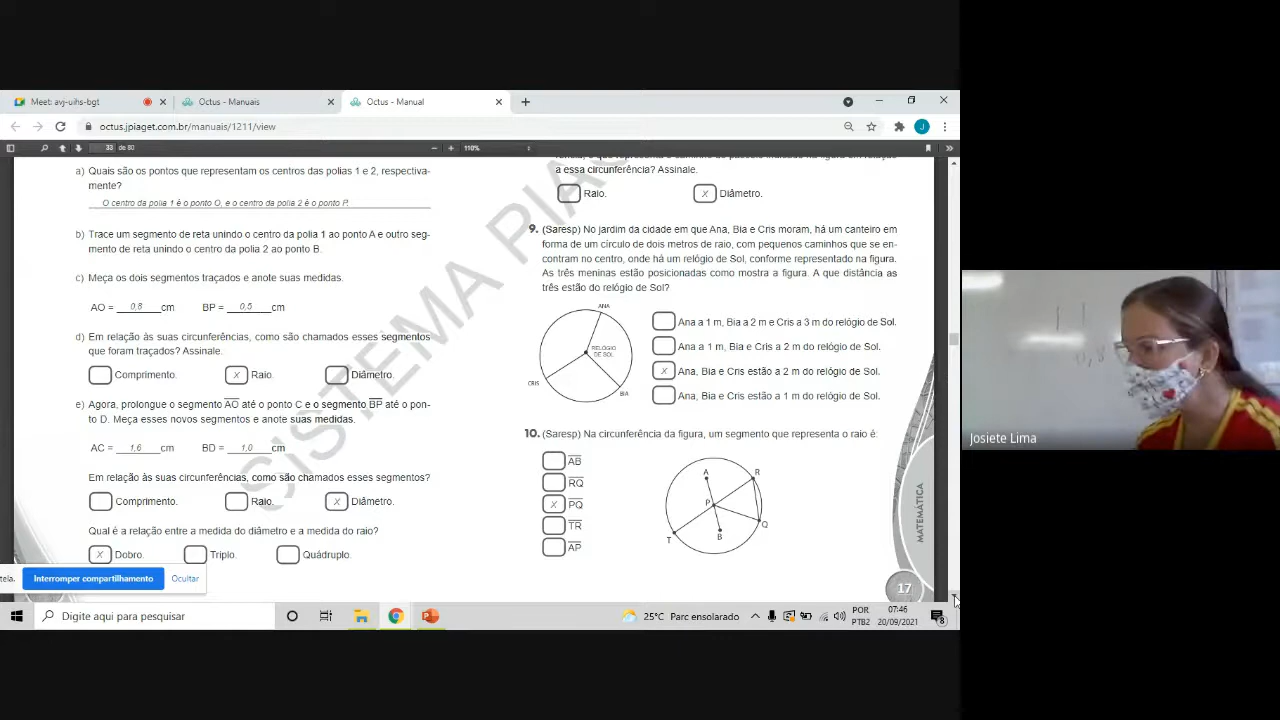 Meet: avj-uihs-bgt
Octus - Manuais
Octus - Manual
octus.jpiaget.com.br/manuais/1211/view
33 de 80
110%
a) Quais são os pontos que representam os centros das polias 1 e 2, respectiva-
mente?
O centro da polia 1 é o ponto O, e o centro da polia 2 é o ponto P.
b) Trace um segmento de reta unindo o centro da polia 1 ao ponto A e outro seg-
mento de reta unindo o centro da polia 2 ao ponto B.
c) Meça os dois segmentos traçados e anote suas medidas.
AO = 0,8 cm BP = 0,5 cm
d) Em relação às suas circunferências, como são chamados esses segmentos
que foram traçados? Assinale.
Comprimento. X Raio. Diâmetro.
e) Agora, prolongue o segmento AO até o ponto C e o segmento BP até o pon-
to D. Meça esses novos segmentos e anote suas medidas.
AC = 1,6 cm BD = 1,0 cm
Em relação às suas circunferências, como são chamados esses segmentos?
Comprimento. Raio. X Diâmetro.
Qual é a relação entre a medida do diâmetro e a medida do raio?
X Dobro. Triplo. Quádruplo.
a essa circunferência? Assinale.
Raio. X Diâmetro.
9. (Saresp) No jardim da cidade em que Ana, Bia e Cris moram, há um canteiro em
forma de um círculo de dois metros de raio, com pequenos caminhos que se en-
contram no centro, onde há um relógio de Sol, conforme representado na figura.
As três meninas estão posicionadas como mostra a figura. A que distância as
três estão do relógio de Sol?
ANA
RELÓGIO
DE SOL
CRIS
BIA
Ana a 1 m, Bia a 2 m e Cris a 3 m do relógio de Sol.
Ana a 1 m, Bia e Cris a 2 m do relógio de Sol.
X Ana, Bia e Cris estão a 2 m do relógio de Sol.
Ana, Bia e Cris estão a 1 m do relógio de Sol.
10. (Saresp) Na circunferência da figura, um segmento que representa o raio é:
AB
RQ
X PQ
TR
AP
A
R
P
Q
T
B
SISTEMA PIA
MATEMÁTICA
17
tela.
Interromper compartilhamento
Ocultar
Digite aqui para pesquisar
25°C Parc ensolarado
POR
PTB2
07:46
20/09/2021
8
Josiete Lima